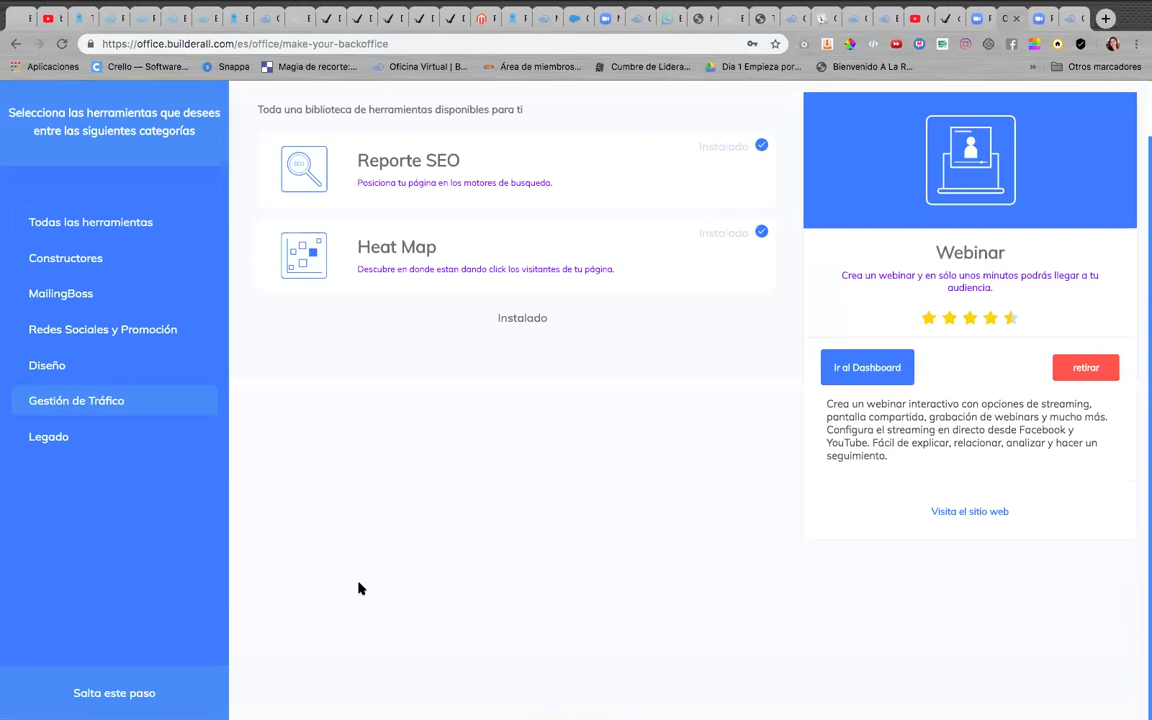 https://office.builderall.com/es/office/make-your-backoffice
Aplicaciones
Crello — Software...
Snappa
Magia de recorte:...
Oficina Virtual | B...
Área de miembros...
Cumbre de Lidera...
Dia 1 Empieza por...
Bienvenido A La R...
»
Otros marcadores
Selecciona las herramientas que desees
entre las siguientes categorías
Todas las herramientas
Constructores
MailingBoss
Redes Sociales y Promoción
Diseño
Gestión de Tráfico
Legado
Salta este paso
Toda una biblioteca de herramientas disponibles para ti
Instalado
SEO
Reporte SEO
Posiciona tu página en los motores de busqueda.
Instalado
Heat Map
Descubre en donde estan dando click los visitantes de tu página.
Instalado
Webinar
Crea un webinar y en sólo unos minutos podrás llegar a tu
audiencia.
Ir al Dashboard
retirar
Crea un webinar interactivo con opciones de streaming,
pantalla compartida, grabación de webinars y mucho más.
Configura el streaming en directo desde Facebook y
YouTube. Fácil de explicar, relacionar, analizar y hacer un
seguimiento.
Visita el sitio web